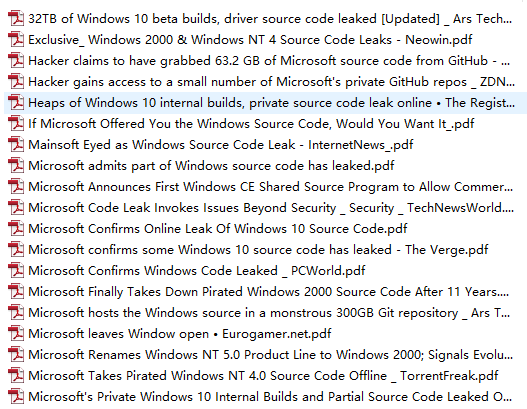 32TB of Windows 10 beta builds, driver source code leaked [Updated] _ Ars Tech...
Exclusive_ Windows 2000 & Windows NT 4 Source Code Leaks - Neowin.pdf
Hacker claims to have grabbed 63.2 GB of Microsoft source code from GitHub - ...
Hacker gains access to a small number of Microsoft's private GitHub repos _ ZDN...
Heaps of Windows 10 internal builds, private source code leak online • The Regist...
If Microsoft Offered You the Windows Source Code, Would You Want It_.pdf
Mainsoft Eyed as Windows Source Code Leak - InternetNews_.pdf
Microsoft admits part of Windows source code has leaked.pdf
Microsoft Announces First Windows CE Shared Source Program to Allow Commer...
Microsoft Code Leak Invokes Issues Beyond Security _ Security _ TechNewsWorld....
Microsoft Confirms Online Leak Of Windows 10 Source Code.pdf
Microsoft confirms some Windows 10 source code has leaked - The Verge.pdf
Microsoft Confirms Windows Code Leaked _ PCWorld.pdf
Microsoft Finally Takes Down Pirated Windows 2000 Source Code After 11 Years....
Microsoft hosts the Windows source in a monstrous 300GB Git repository _ Ars T...
Microsoft leaves Window open • Eurogamer.net.pdf
Microsoft Renames Windows NT 5.0 Product Line to Windows 2000; Signals Evolu...
Microsoft Takes Pirated Windows NT 4.0 Source Code Offline _ TorrentFreak.pdf
Microsoft's Private Windows 10 Internal Builds and Partial Source Code Leaked O...